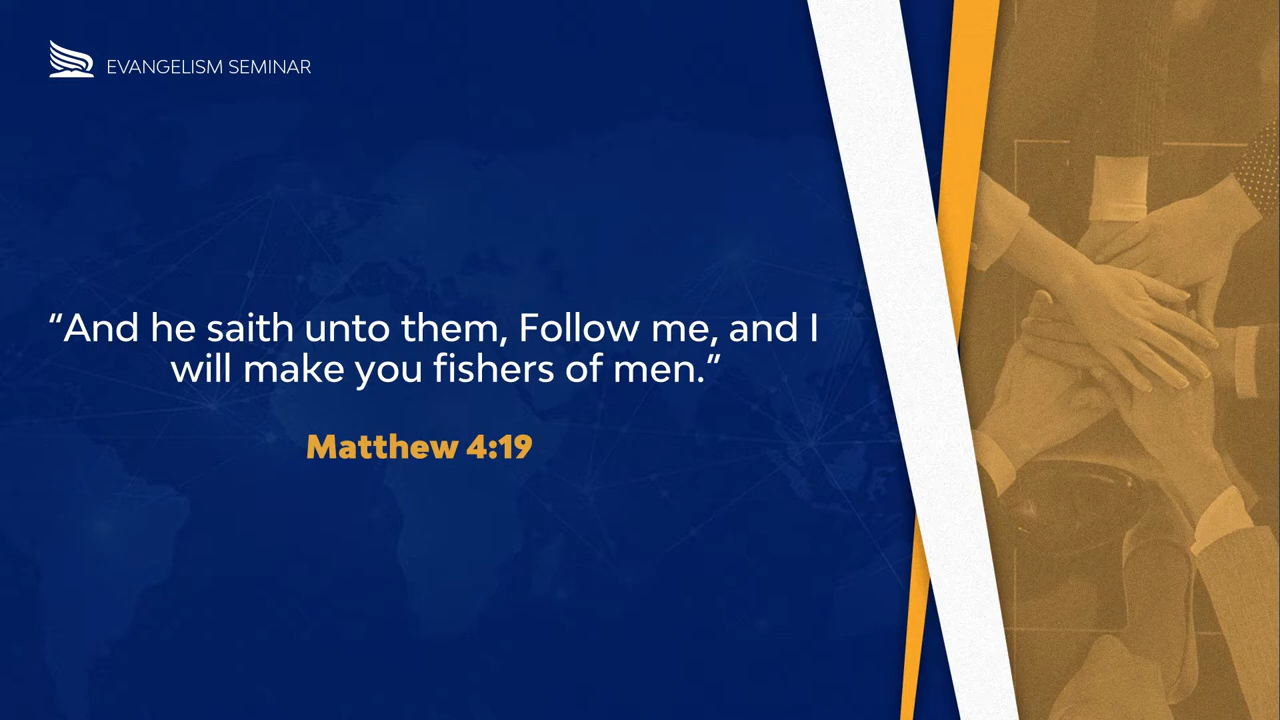 EVANGELISM SEMINAR
“And he saith unto them, Follow me, and I
will make you fishers of men.”
Matthew 4:19